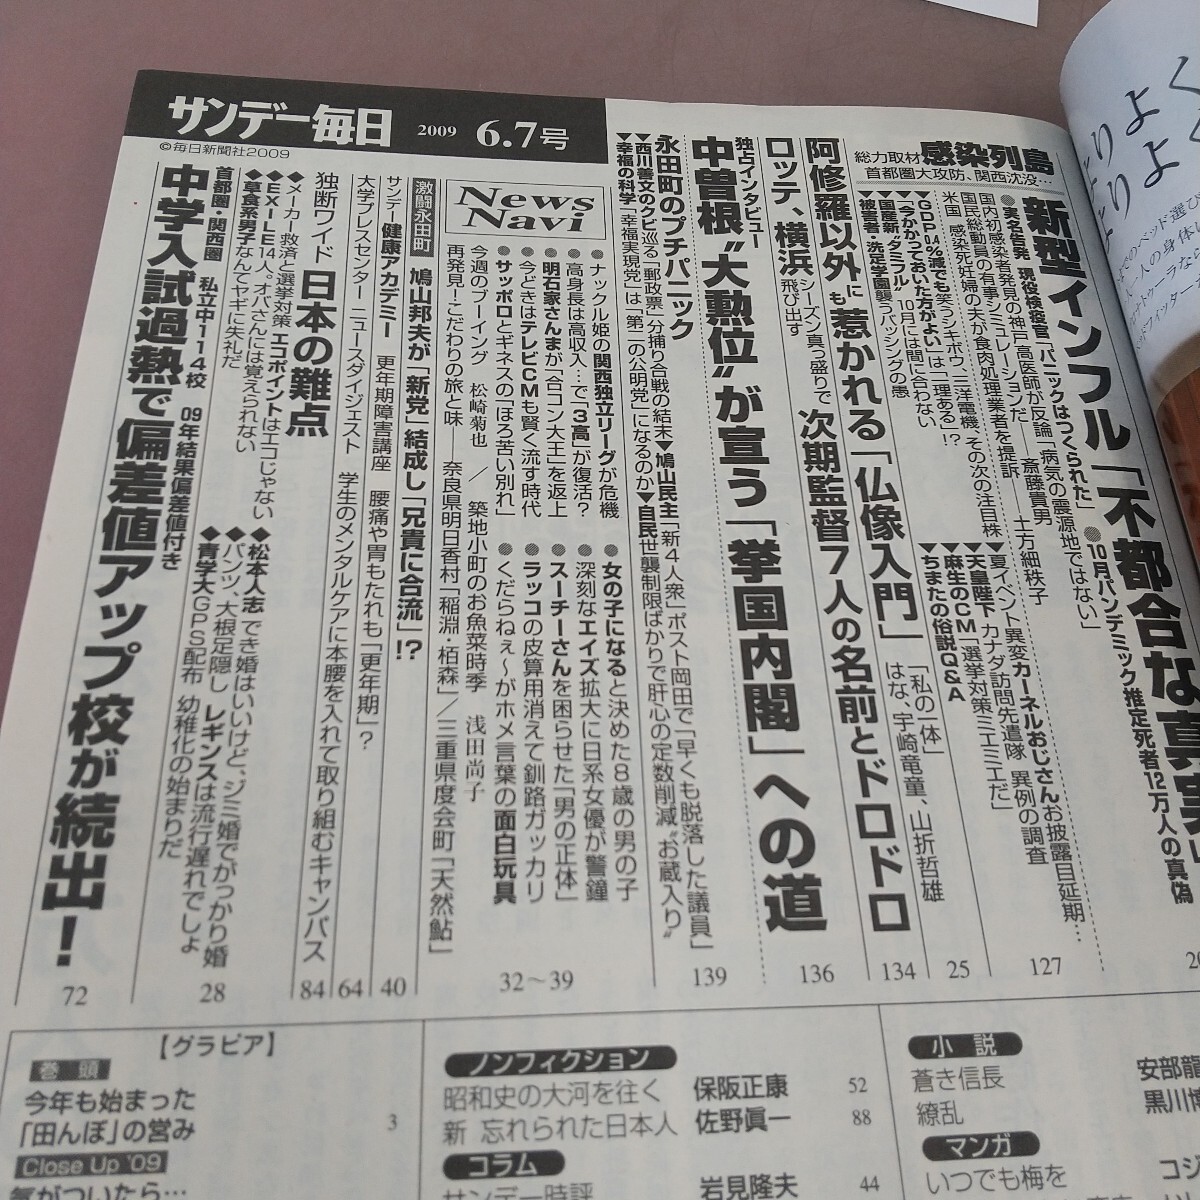 サンデー毎日 2009 6.7号
©毎日新聞社2009
総力取材 感染列島
首都圏大攻防、関西沈没…
新型インフル「不都合な真実
●10月パンデミック推定死者12万人の真偽
●実名告発 現役検疫官「パニックはつくられた」
国内初感染者発見の神戸高医師が反論「病気の震源地ではない」
国民総動員の有事シミュレーションだ――斎藤貴男
米国 感染死妊婦の夫が食肉処理業者を提訴――土方細秩子
▼GDP0.4%減でも笑うシキボウ、三洋電機、その次の注目株
▼“今かかっておいた方がよい”は「理ある」!?
▼国産新“タミフル”10月には間に合わない
▼被害者・洗足学園襲うバッシングの愚
▼夏イベント異変カーネルおじさんお披露目延期…
▼天皇陛下カナダ訪問先遣隊 異例の調査
▼麻生のCM「選挙対策ミエミエだ」
▼ちまたの俗説Q&A
127
25
阿修羅以外にも惹かれる「仏像入門」
「私の一体」
はな、宇崎竜童、山折哲雄
134
ロッテ、横浜 シーズン真っ盛りで飛び出す 次期監督7人の名前とドロドロ
136
独占インタビュー
中曽根“大勲位”が宣う「挙国内閣」への道
139
永田町のプチパニック
▼西川善文のクビ巡る「郵政票」分捕り合戦の結末▼鳩山民主「新4人衆」ポスト岡田で「早くも脱落した議員」
▼幸福の科学「幸福実現党」は「第二の公明党」になるのか▼自民世襲制限ばかりで肝心の定数削減“お蔵入り”
News Navi
●ナックル姫の関西独立リーグが危機
●高身長は高収入…で「3高」が復活?
●明石家さんまが「合コン大王」を返上
●今どきはテレビCMも賢く流す時代
●サッポロとギネスの「ほろ苦い別れ」
●女の子になると決めた8歳の男の子
●深刻なエイズ拡大に日系女優が警鐘
●スーチーさんを困らせた「男の正体」
●ラッコの皮算用消えて釧路ガッカリ
●くだらねぇ～がホメ言葉の面白玩具
今週のブーイング 松崎菊也／築地小町のお魚菜時季 浅田尚子
再発見!こだわりの旅と味――奈良県明日香村「稲淵・栢森」／三重県度会町「天然鮎」
32～39
激闘永田町 鳩山邦夫が「新党」結成し「兄貴に合流」!?
サンデー健康アカデミー 更年期障害講座 腰痛や胃もたれも「更年期」?
40
大学プレスセンター ニュースダイジェスト 学生のメンタルケアに本腰を入れて取り組むキャンパス
64
84
独断ワイド 日本の難点
◆メーカー救済と選挙対策 エコポイントはエコじゃない
◆EXILE14人。オバさんには覚えられない
◆草食系男子なんてヤギに失礼だ
◆松本人志でき婚はいいけど、ジミ婚でがっかり婚
◆パンツ、大根足隠し レギンスは流行遅れでしょ
◆青学大GPS配布 幼稚化の始まりだ
28
首都圏・関西圏 私立中114校 09年結果偏差値付き
中学入試過熱で偏差値アップ校が続出!
72
【グラビア】
巻頭
今年も始まった
「田んぼ」の営み 3
Close Up '09
気がついたら…
ノンフィクション
昭和史の大河を往く 保阪正康 52
新 忘れられた日本人 佐野眞一 88
コラム
サンデー時評 岩見隆夫 44
小説
蒼き信長 安部龍
繚乱 黒川博
マンガ
いつでも梅を コジ